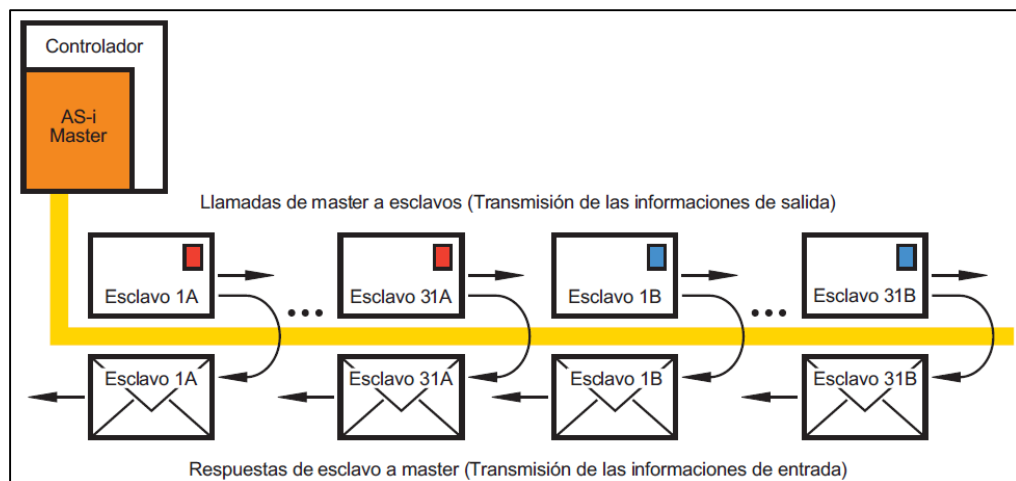 Controlador
AS-i
Master
Llamadas de master a esclavos (Transmisión de las informaciones de salida)
Esclavo 1A
Esclavo 31A
Esclavo 1B
Esclavo 31B
Esclavo 1A
Esclavo 31A
Esclavo 1B
Esclavo 31B
Respuestas de esclavo a master (Transmisión de las informaciones de entrada)